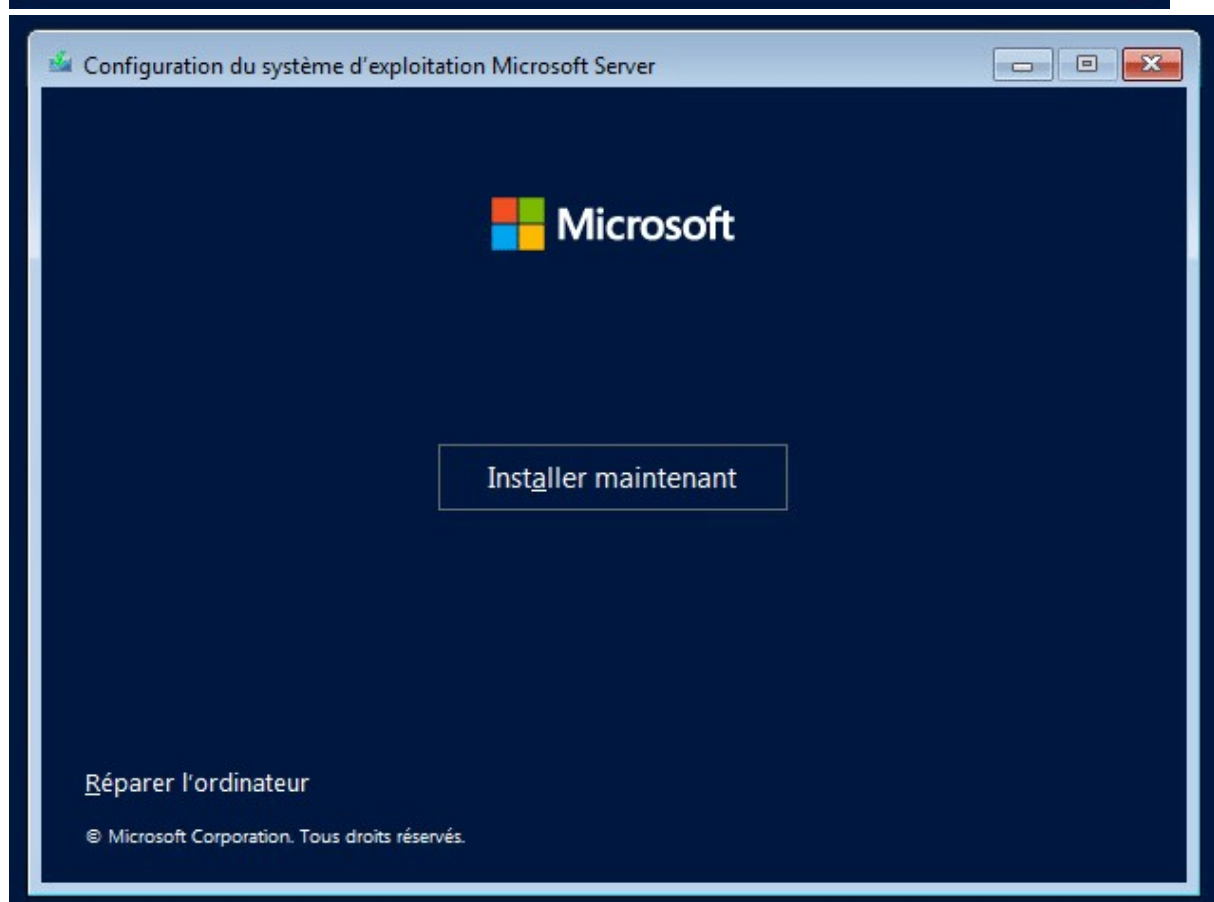 Configuration du système d'exploitation Microsoft Server
Microsoft
Installer maintenant
Réparer l'ordinateur
© Microsoft Corporation. Tous droits réservés.